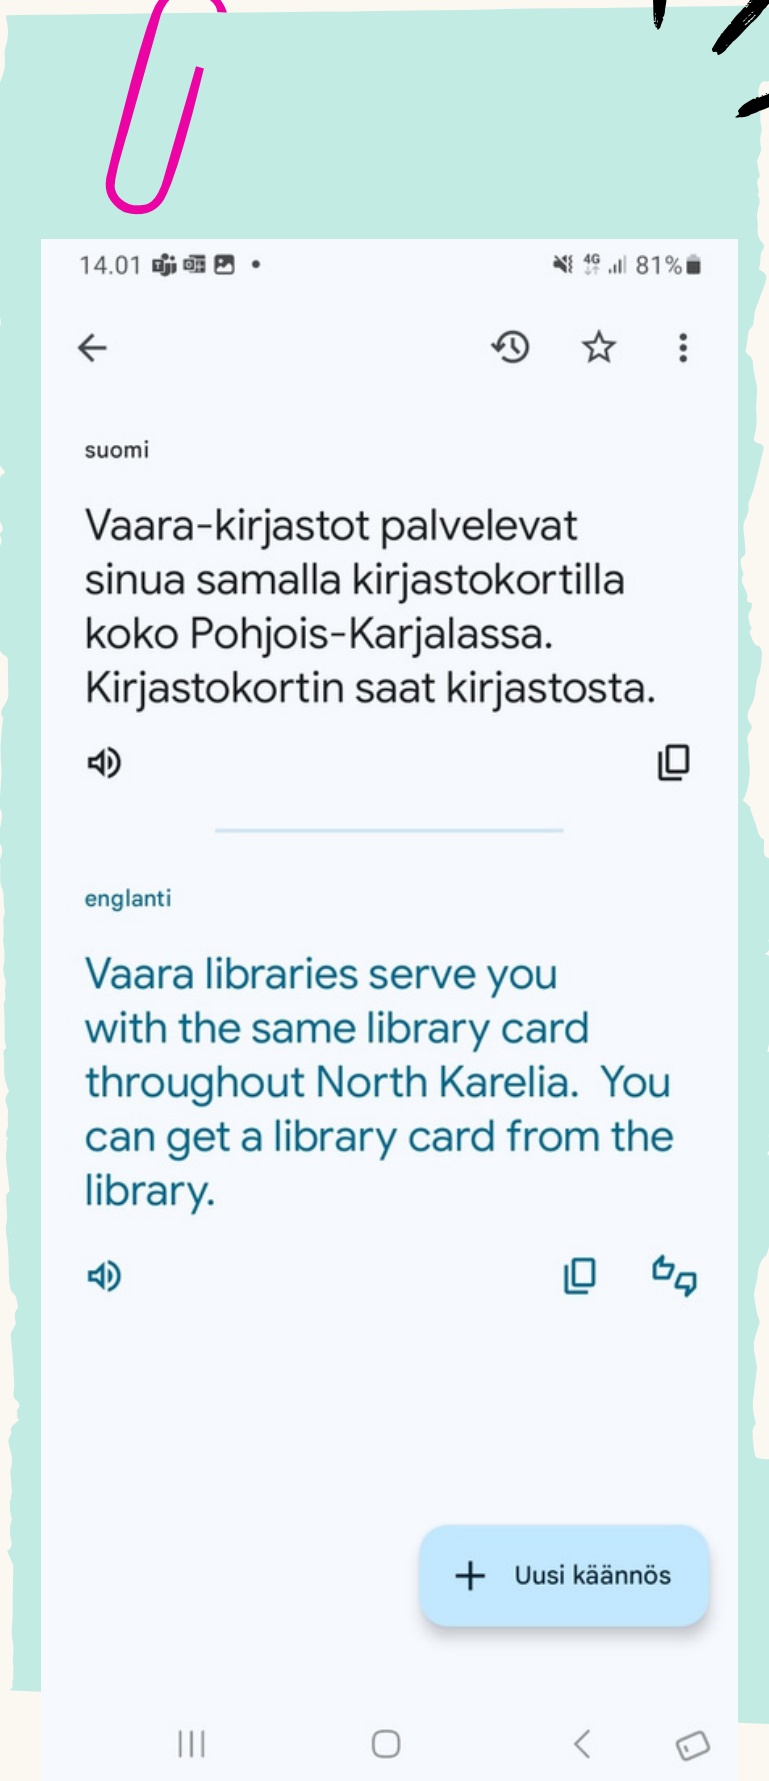 14.01 4G 81%
suomi
Vaara-kirjastot palvelevat
sinua samalla kirjastokortilla
koko Pohjois-Karjalassa.
Kirjastokortin saat kirjastosta.
englanti
Vaara libraries serve you
with the same library card
throughout North Karelia.  You
can get a library card from the
library.
Uusi käännös